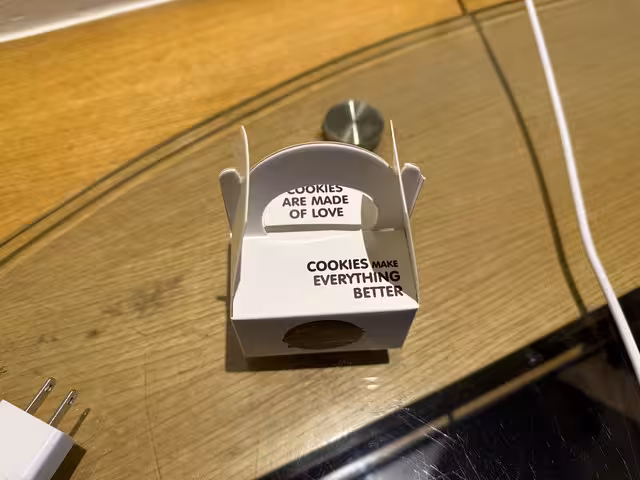 COOKIES
ARE MADE
OF LOVE
COOKIES MAKE
EVERYTHING
BETTER